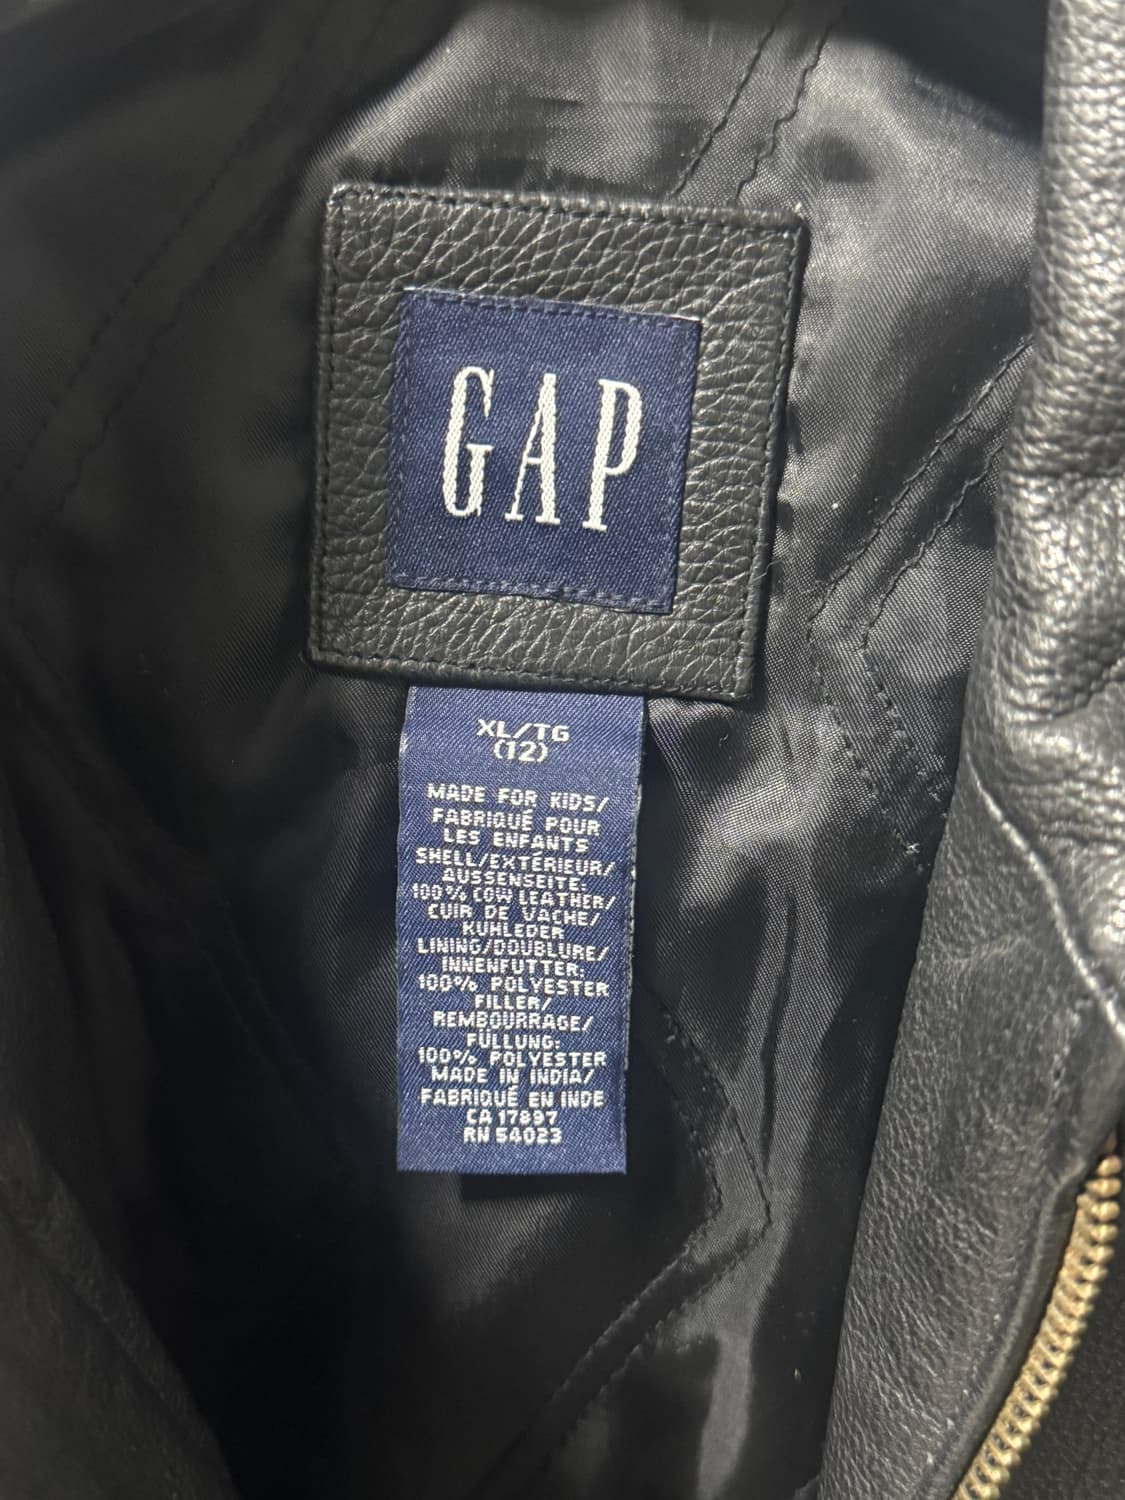 GAP
XL/TG
(12)
MADE FOR KIDS/
FABRIQUÉ POUR
LES ENFANTS
SHELL/EXTÉRIEUR/
AUSSENSEITE:
100% COW LEATHER/
CUIR DE VACHE/
KUHLEDER
LINING/DOUBLURE/
INNENFUTTER:
100% POLYESTER
FILLER/
REMBOURRAGE/
FÜLLUNG:
100% POLYESTER
MADE IN INDIA/
FABRIQUÉ EN INDE
CA 17897
RN 54023